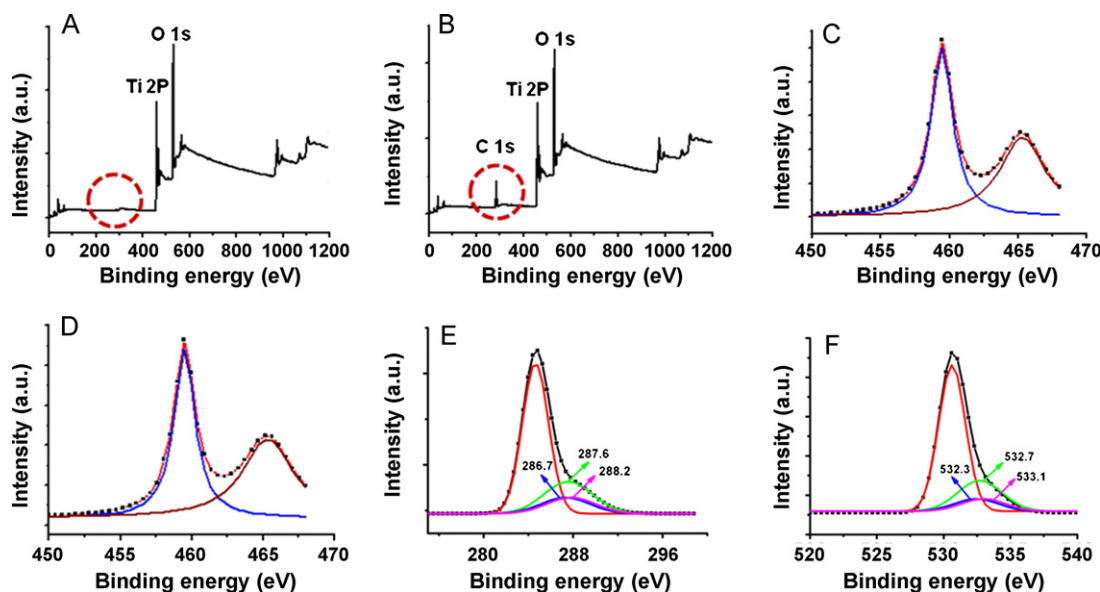 A
O 1s
Ti 2P
Intensity (a.u.)
0 200 400 600 800 1000 1200
Binding energy (eV)
B
O 1s
Ti 2P
C 1s
Intensity (a.u.)
0 200 400 600 800 1000 1200
Binding energy (eV)
C
Intensity (a.u.)
450 455 460 465 470
Binding energy (eV)
D
Intensity (a.u.)
450 455 460 465 470
Binding energy (eV)
E
287.6
286.7
288.2
Intensity (a.u.)
280 288 296
Binding energy (eV)
F
532.7
532.3
533.1
Intensity (a.u.)
520 525 530 535 540
Binding energy (eV)